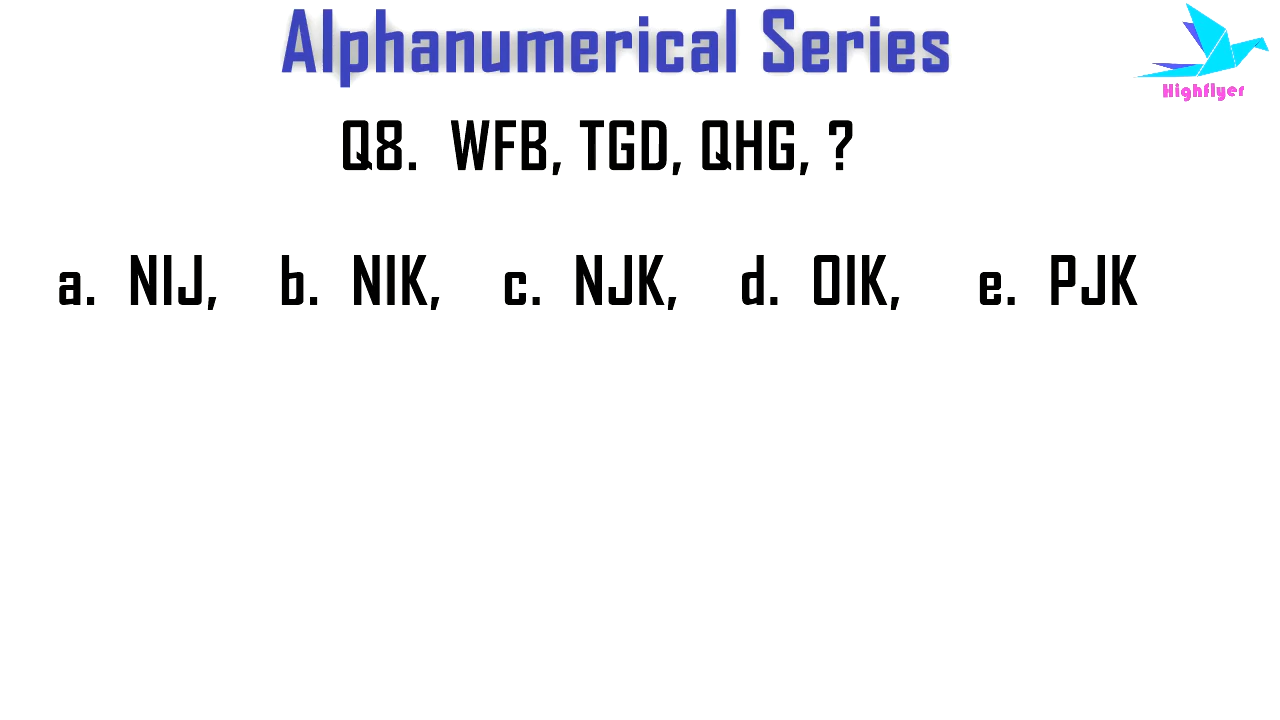 Alphanumerical Series
Highflyer
Q8. WFB, TGD, QHG, ?
a. NIJ, b. NIK, c. NJK, d. OIK, e. PJK